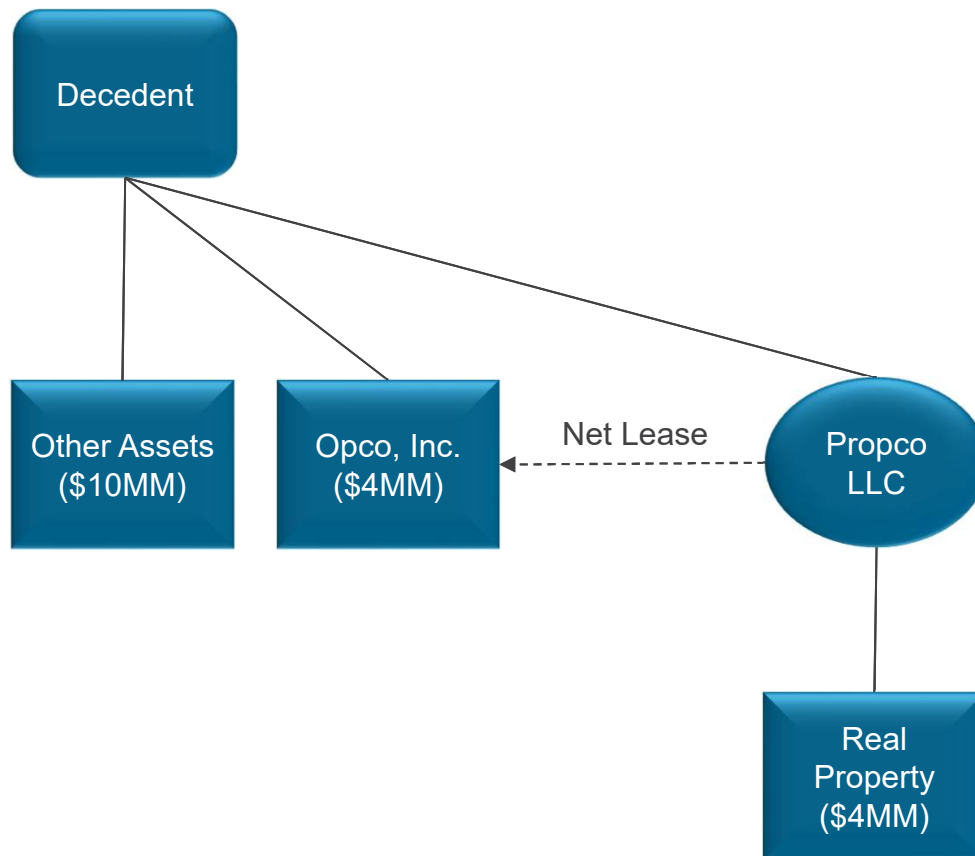 Decedent
Other Assets
($10MM)
Opco, Inc.
($4MM)
Net Lease
Propco
LLC
Real
Property
($4MM)